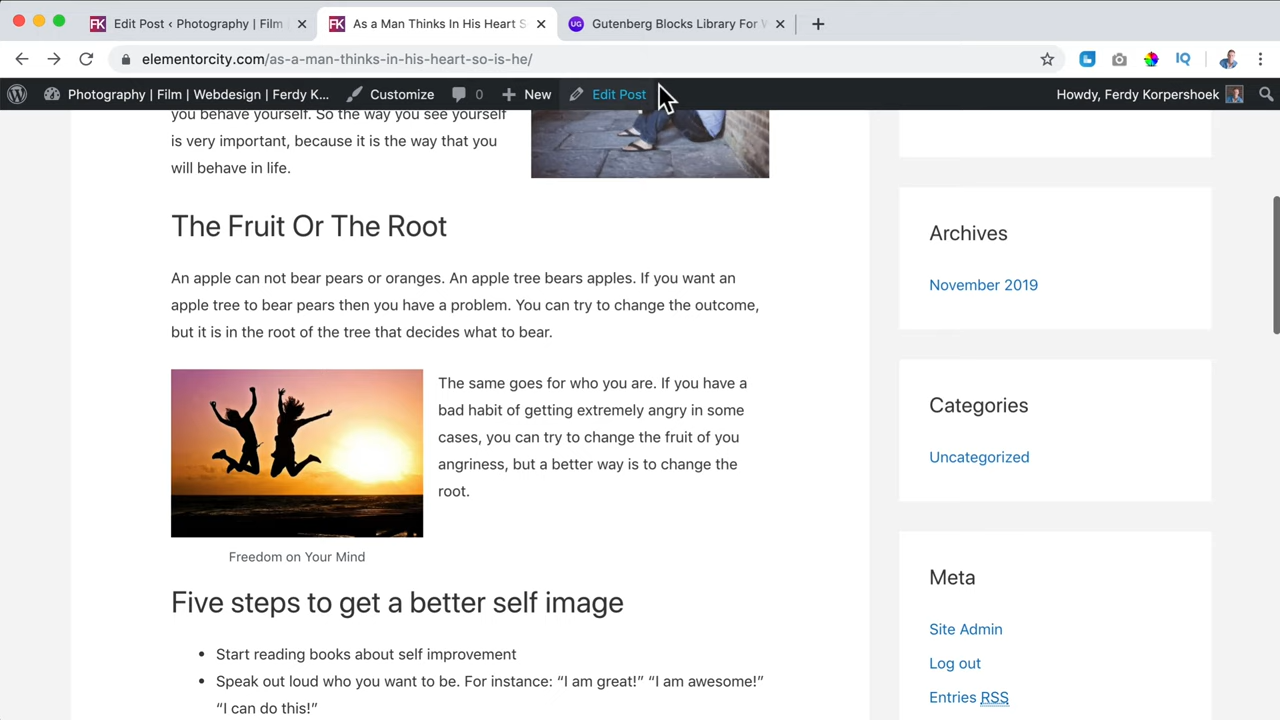 Edit Post ‹ Photography | Film |
As a Man Thinks In His Heart S
UG
Gutenberg Blocks Library For W
FK
FK
elementorcity.com/as-a-man-thinks-in-his-heart-so-is-he/
IQ
Photography | Film | Webdesign | Ferdy K...
Customize
0
New
Edit Post
Howdy, Ferdy Korpershoek
you behave yourself. So the way you see yourself
is very important, because it is the way that you
will behave in life.
The Fruit Or The Root
An apple can not bear pears or oranges. An apple tree bears apples. If you want an
apple tree to bear pears then you have a problem. You can try to change the outcome,
but it is in the root of the tree that decides what to bear.
The same goes for who you are. If you have a
bad habit of getting extremely angry in some
cases, you can try to change the fruit of you
angriness, but a better way is to change the
root.
Freedom on Your Mind
Five steps to get a better self image
Start reading books about self improvement
Speak out loud who you want to be. For instance: “I am great!” “I am awesome!”
“I can do this!”
Archives
November 2019
Categories
Uncategorized
Meta
Site Admin
Log out
Entries RSS